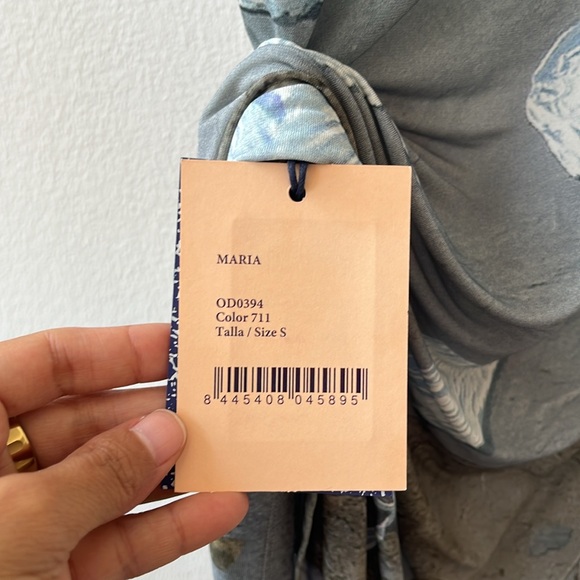 MARIA
OD0394
Color 711
Talla / Size S
8 445408 045895